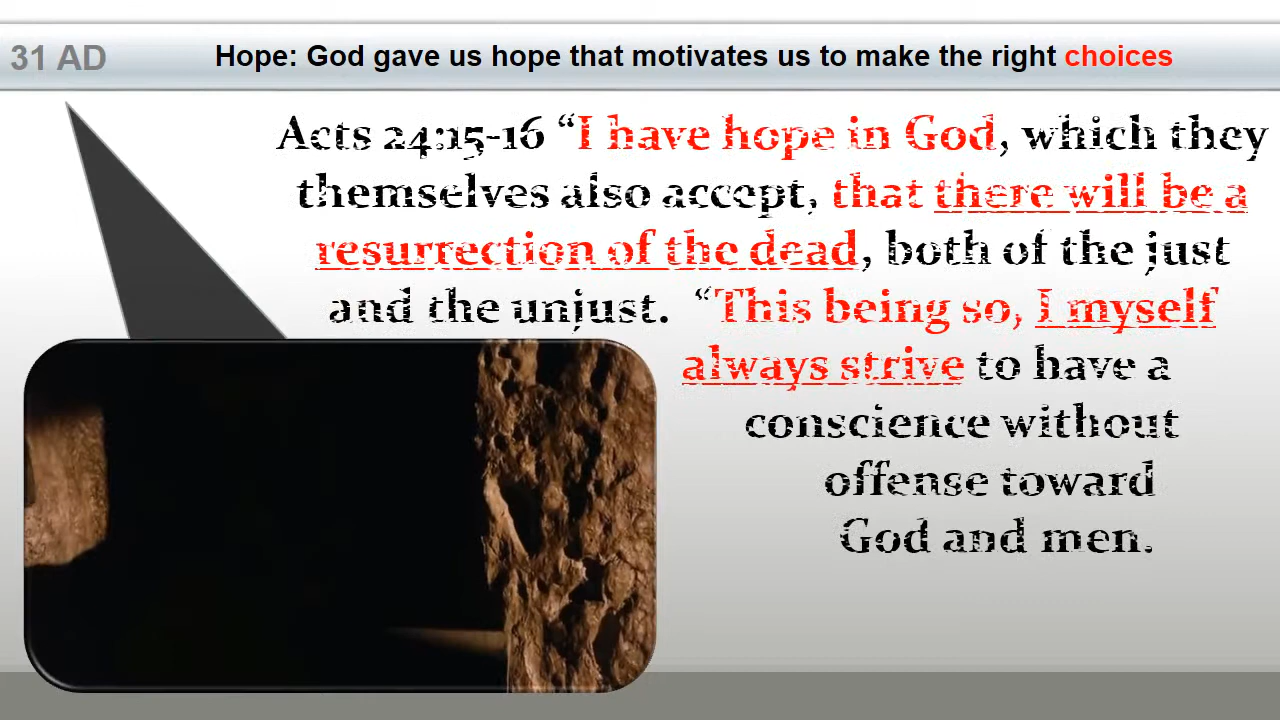 31 AD
Hope: God gave us hope that motivates us to make the right choices
Acts 24:15-16 “I have hope in God, which they
themselves also accept, that there will be a
resurrection of the dead, both of the just
and the unjust. “This being so, I myself
always strive to have a
conscience without
offense toward
God and men.